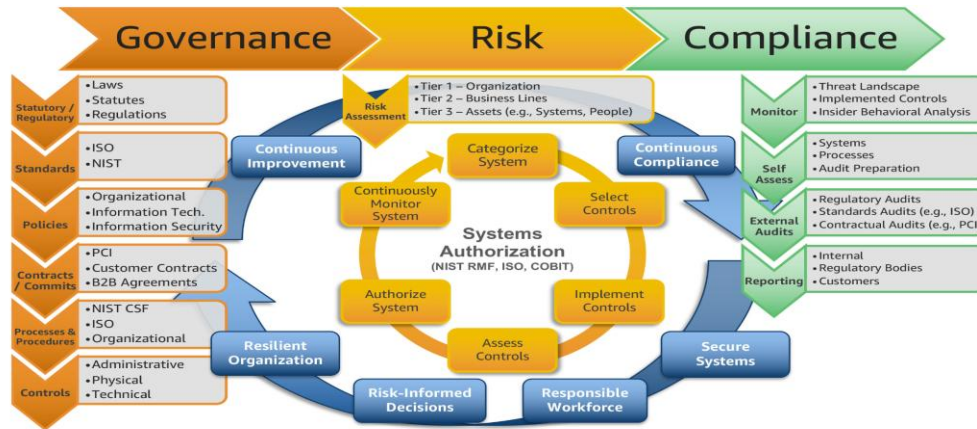 Governance
Risk
Compliance
Statutory /
Regulatory
•Laws
•Statutes
•Regulations
Standards
•ISO
•NIST
Policies
•Organizational
•Information Tech.
•Information Security
Contracts
/ Commits
•PCI
•Customer Contracts
•B2B Agreements
Processes &
Procedures
•NIST CSF
•ISO
•Organizational
Controls
•Administrative
•Physical
•Technical
Risk
Assessment
•Tier 1 – Organization
•Tier 2 – Business Lines
•Tier 3 – Assets (e.g., Systems, People)
Continuous
Improvement
Continuous
Compliance
Categorize
System
Select
Controls
Implement
Controls
Assess
Controls
Authorize
System
Continuously
Monitor
System
Systems
Authorization
(NIST RMF, ISO, COBIT)
Resilient
Organization
Risk-Informed
Decisions
Responsible
Workforce
Secure
Systems
Monitor
•Threat Landscape
•Implemented Controls
•Insider Behavioral Analysis
Self
Assess
•Systems
•Processes
•Audit Preparation
External
Audits
•Regulatory Audits
•Standards Audits (e.g., ISO)
•Contractual Audits (e.g., PCI
Reporting
•Internal
•Regulatory Bodies
•Customers